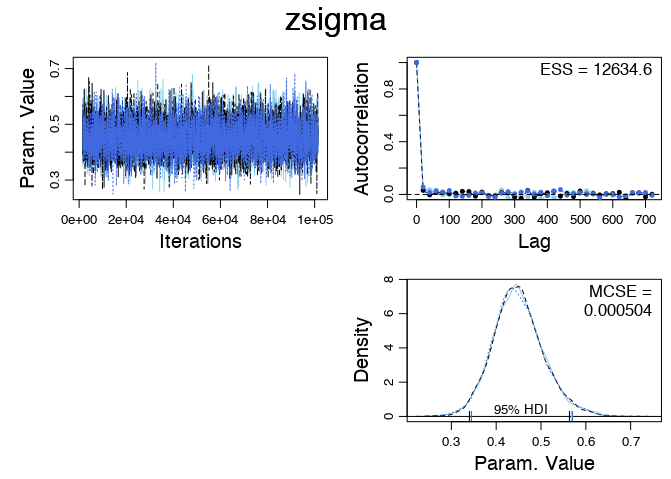 zsigma
Param. Value
0.3
0.5
0.7
0e+00 2e+04 4e+04 6e+04 8e+04 1e+05
Iterations
Autocorrelation
0.0
0.4
0.8
ESS = 12634.6
0 100 200 300 400 500 600 700
Lag
Density
0
2
4
6
8
MCSE =
0.000504
95% HDI
0.3 0.4 0.5 0.6 0.7
Param. Value